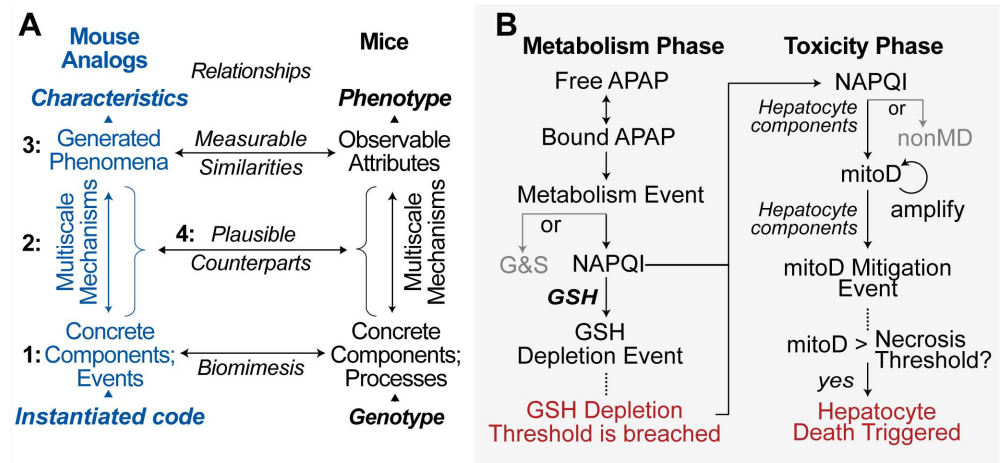 A
Mouse
Analogs
Mice
Relationships
Characteristics
Phenotype
3:
Generated
Phenomena
Measurable
Similarities
Observable
Attributes
2:
Multiscale
Mechanisms
4:
Plausible
Counterparts
Multiscale
Mechanisms
1:
Concrete
Components;
Events
Biomimesis
Concrete
Components;
Processes
Instantiated code
Genotype
B
Metabolism Phase
Free APAP
Bound APAP
Metabolism Event
or
G&S
NAPQI
GSH
GSH
Depletion Event
GSH Depletion
Threshold is breached
Toxicity Phase
NAPQI
Hepatocyte
components
or
nonMD
mitoD
amplify
Hepatocyte
components
mitoD Mitigation
Event
mitoD > Necrosis
Threshold?
yes
Hepatocyte
Death Triggered